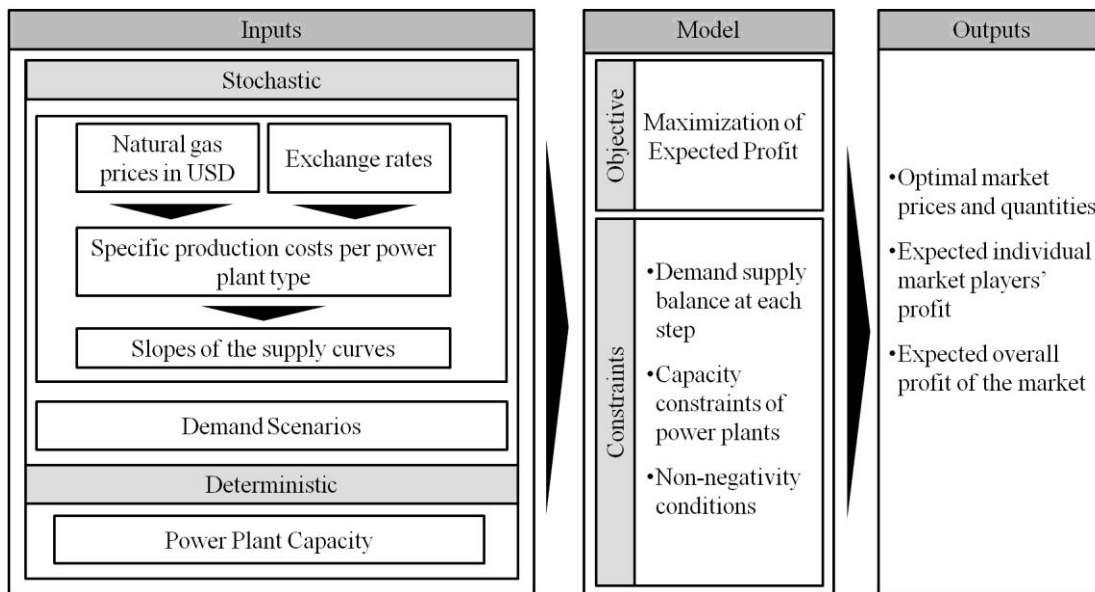 Inputs
Stochastic
Natural gas
prices in USD
Exchange rates
Specific production costs per power
plant type
Slopes of the supply curves
Demand Scenarios
Deterministic
Power Plant Capacity
Model
Objective
Maximization of
Expected Profit
Constraints
•Demand supply
balance at each
step
•Capacity
constraints of
power plants
•Non-negativity
conditions
Outputs
•Optimal market
prices and quantities
•Expected individual
market players’
profit
•Expected overall
profit of the market